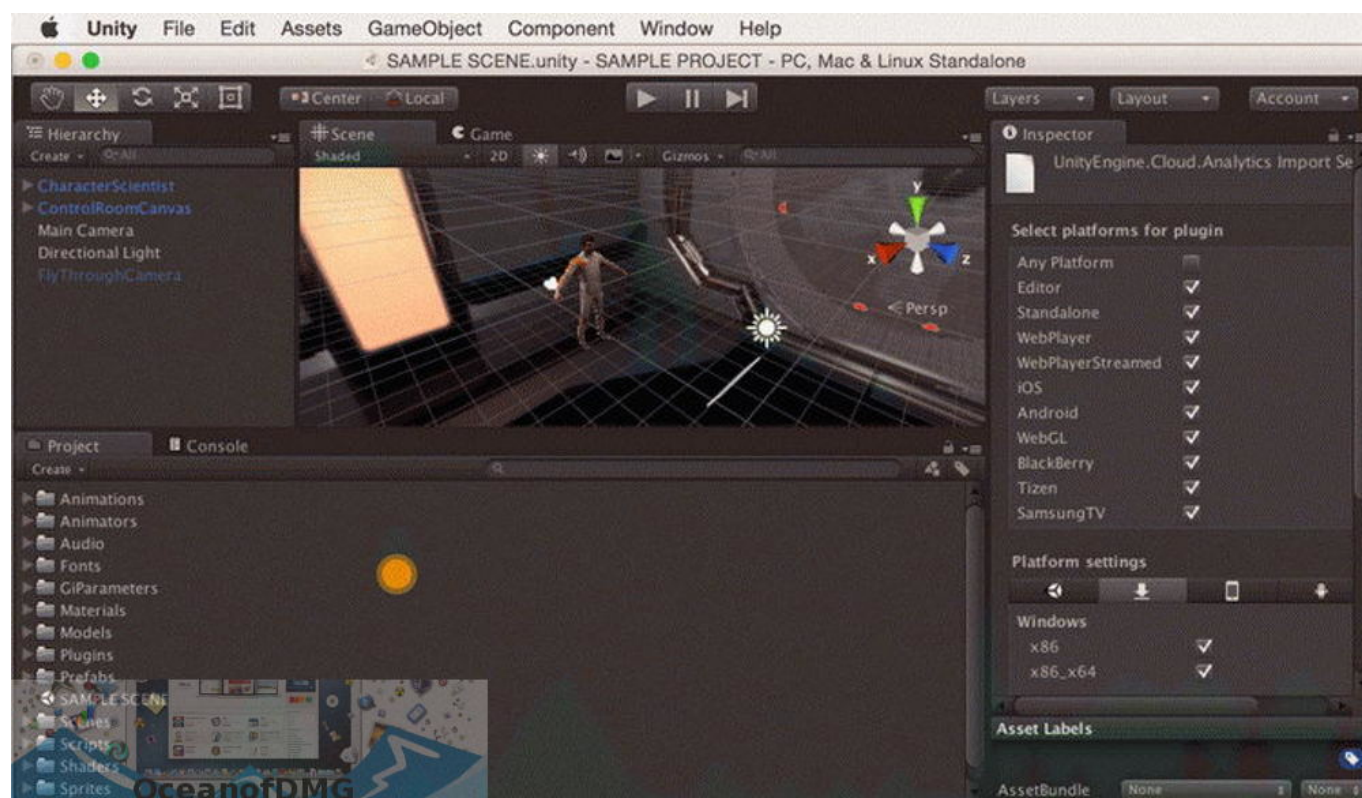 Unity File Edit Assets GameObject Component Window Help
SAMPLE SCENE.unity - SAMPLE PROJECT - PC, Mac & Linux Standalone
Center Local Layers Layout Account
Hierarchy
Create All
CharacterScientist
ControlRoomCanvas
Main Camera
Directional Light
FlyThroughCamera
Scene Game
Shaded 2D Gizmos All
y
x z
Persp
Inspector
UnityEngine.Cloud.Analytics Import Se
Select platforms for plugin
Any Platform
Editor
Standalone
WebPlayer
WebPlayerStreamed
iOS
Android
WebGL
BlackBerry
Tizen
SamsungTV
Platform settings
Windows
x86
x86_x64
Asset Labels
AssetBundle None None
Project Console
Create
Animations
Animators
Audio
Fonts
GiParameters
Materials
Models
Plugins
Prefabs
SAMPLE SCENE
Scenes
Scripts
Shaders
Sprites
OceanofDMG